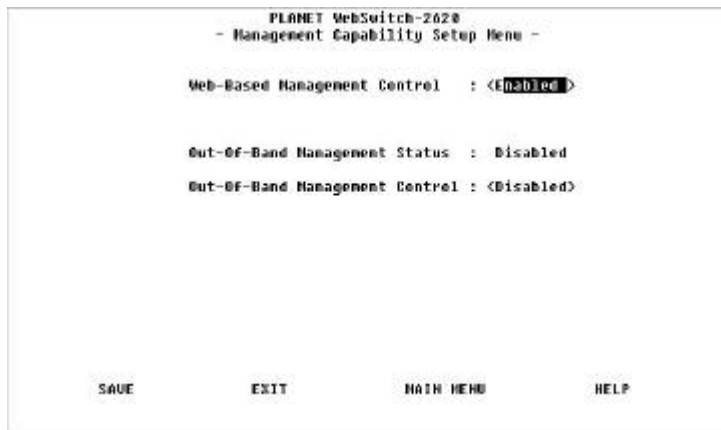 PLANET WebSwitch-2620
- Management Capability Setup Menu -
Web-Based Management Control : <Enabled >
Out-Of-Band Management Status : Disabled
Out-Of-Band Management Control : <Disabled>
SAVE EXIT MAIN MENU HELP